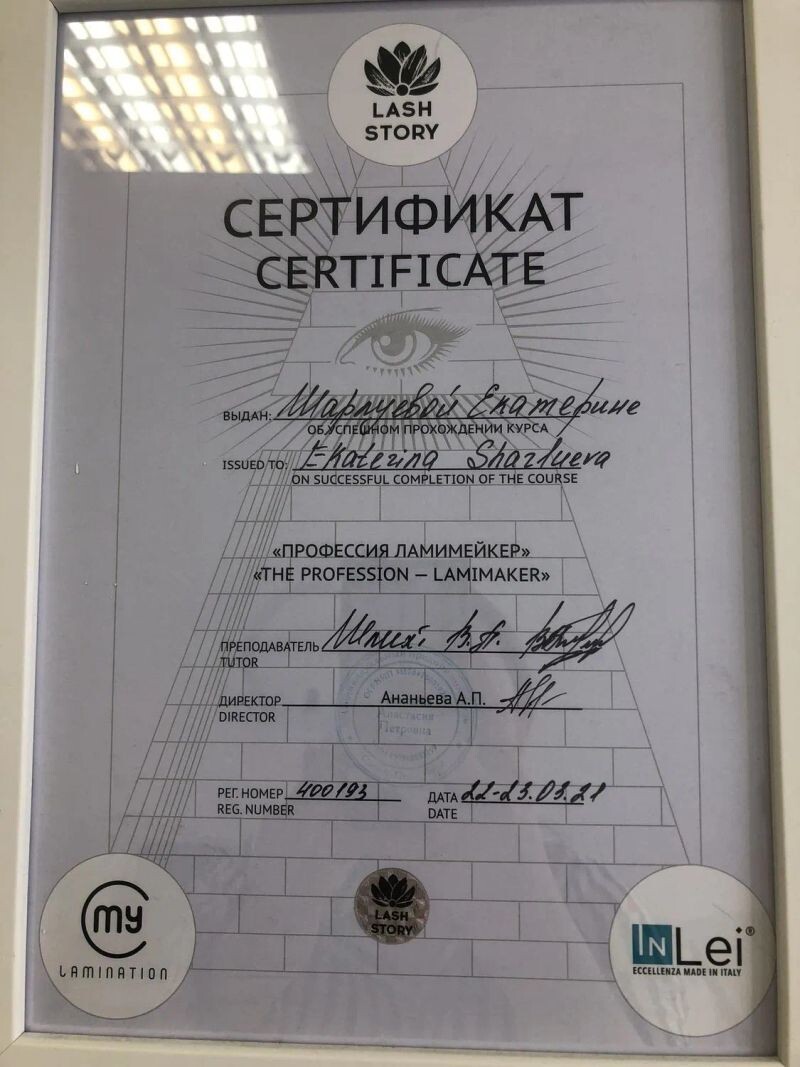 LASH
STORY
СЕРТИФИКАТ
CERTIFICATE
ВЫДАН: Шарлуевой Екатерине
ОБ УСПЕШНОМ ПРОХОЖДЕНИИ КУРСА
ISSUED TO: Ekaterina Sharlueva
ON SUCCESSFUL COMPLETION OF THE COURSE
«ПРОФЕССИЯ ЛАМИМЕЙКЕР»
«THE PROFESSION — LAMIMAKER»
ПРЕПОДАВАТЕЛЬ
TUTOR
ДИРЕКТОР Ананьева А.П.
DIRECTOR
Анастасия
Петровна
РЕГ. НОМЕР 400193
REG. NUMBER
ДАТА 22-23.03.21
DATE
my
LAMINATION
LASH
STORY
INLei®
ECCELLENZA MADE IN ITALY